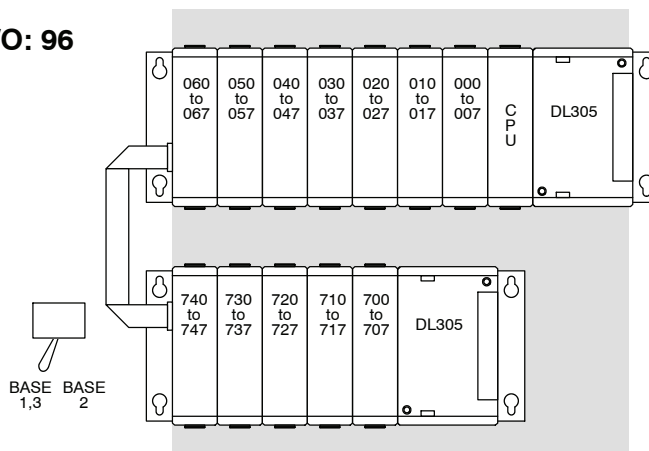 /O: 96
060 to 067
050 to 057
040 to 047
030 to 037
020 to 027
010 to 017
000 to 007
CPU
DL305
740 to 747
730 to 737
720 to 727
710 to 717
700 to 707
DL305
BASE 1,3
BASE 2